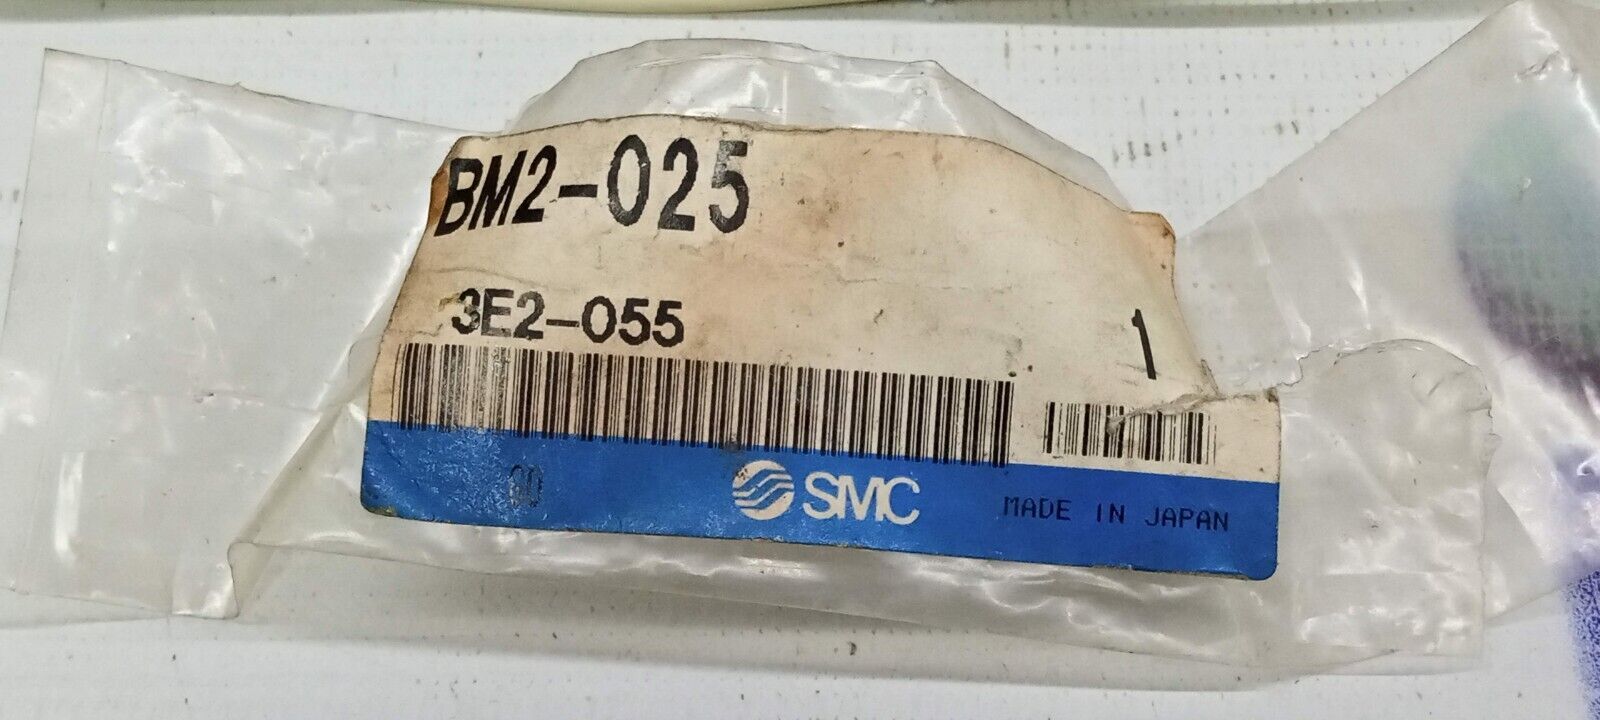 BM2-025
3E2-055
1
SMC
MADE IN JAPAN